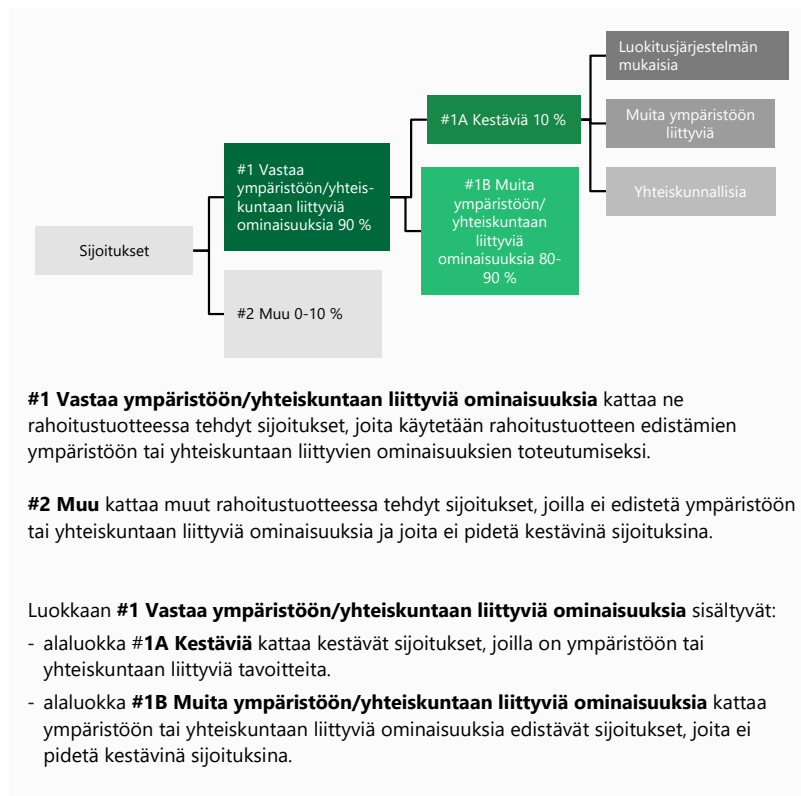 Sijoitukset
#1 Vastaa
ympäristöön/yhteis-
kuntaan liittyviä
ominaisuuksia 90 %
#2 Muu 0-10 %
#1A Kestäviä 10 %
#1B Muita
ympäristöön/
yhteiskuntaan
liittyviä
ominaisuuksia 80-
90 %
Luokitusjärjestelmän
mukaisia
Muita ympäristöön
liittyviä
Yhteiskunnallisia
#1 Vastaa ympäristöön/yhteiskuntaan liittyviä ominaisuuksia kattaa ne
rahoitustuotteessa tehdyt sijoitukset, joita käytetään rahoitustuotteen edistämien
ympäristöön tai yhteiskuntaan liittyvien ominaisuuksien toteutumiseksi.
#2 Muu kattaa muut rahoitustuotteessa tehdyt sijoitukset, joilla ei edistetä ympäristöön
tai yhteiskuntaan liittyviä ominaisuuksia ja joita ei pidetä kestävinä sijoituksina.
Luokkaan #1 Vastaa ympäristöön/yhteiskuntaan liittyviä ominaisuuksia sisältyvät:
- alaluokka #1A Kestäviä kattaa kestävät sijoitukset, joilla on ympäristöön tai
yhteiskuntaan liittyviä tavoitteita.
- alaluokka #1B Muita ympäristöön/yhteiskuntaan liittyviä ominaisuuksia kattaa
ympäristöön tai yhteiskuntaan liittyviä ominaisuuksia edistävät sijoitukset, joita ei
pidetä kestävinä sijoituksina.